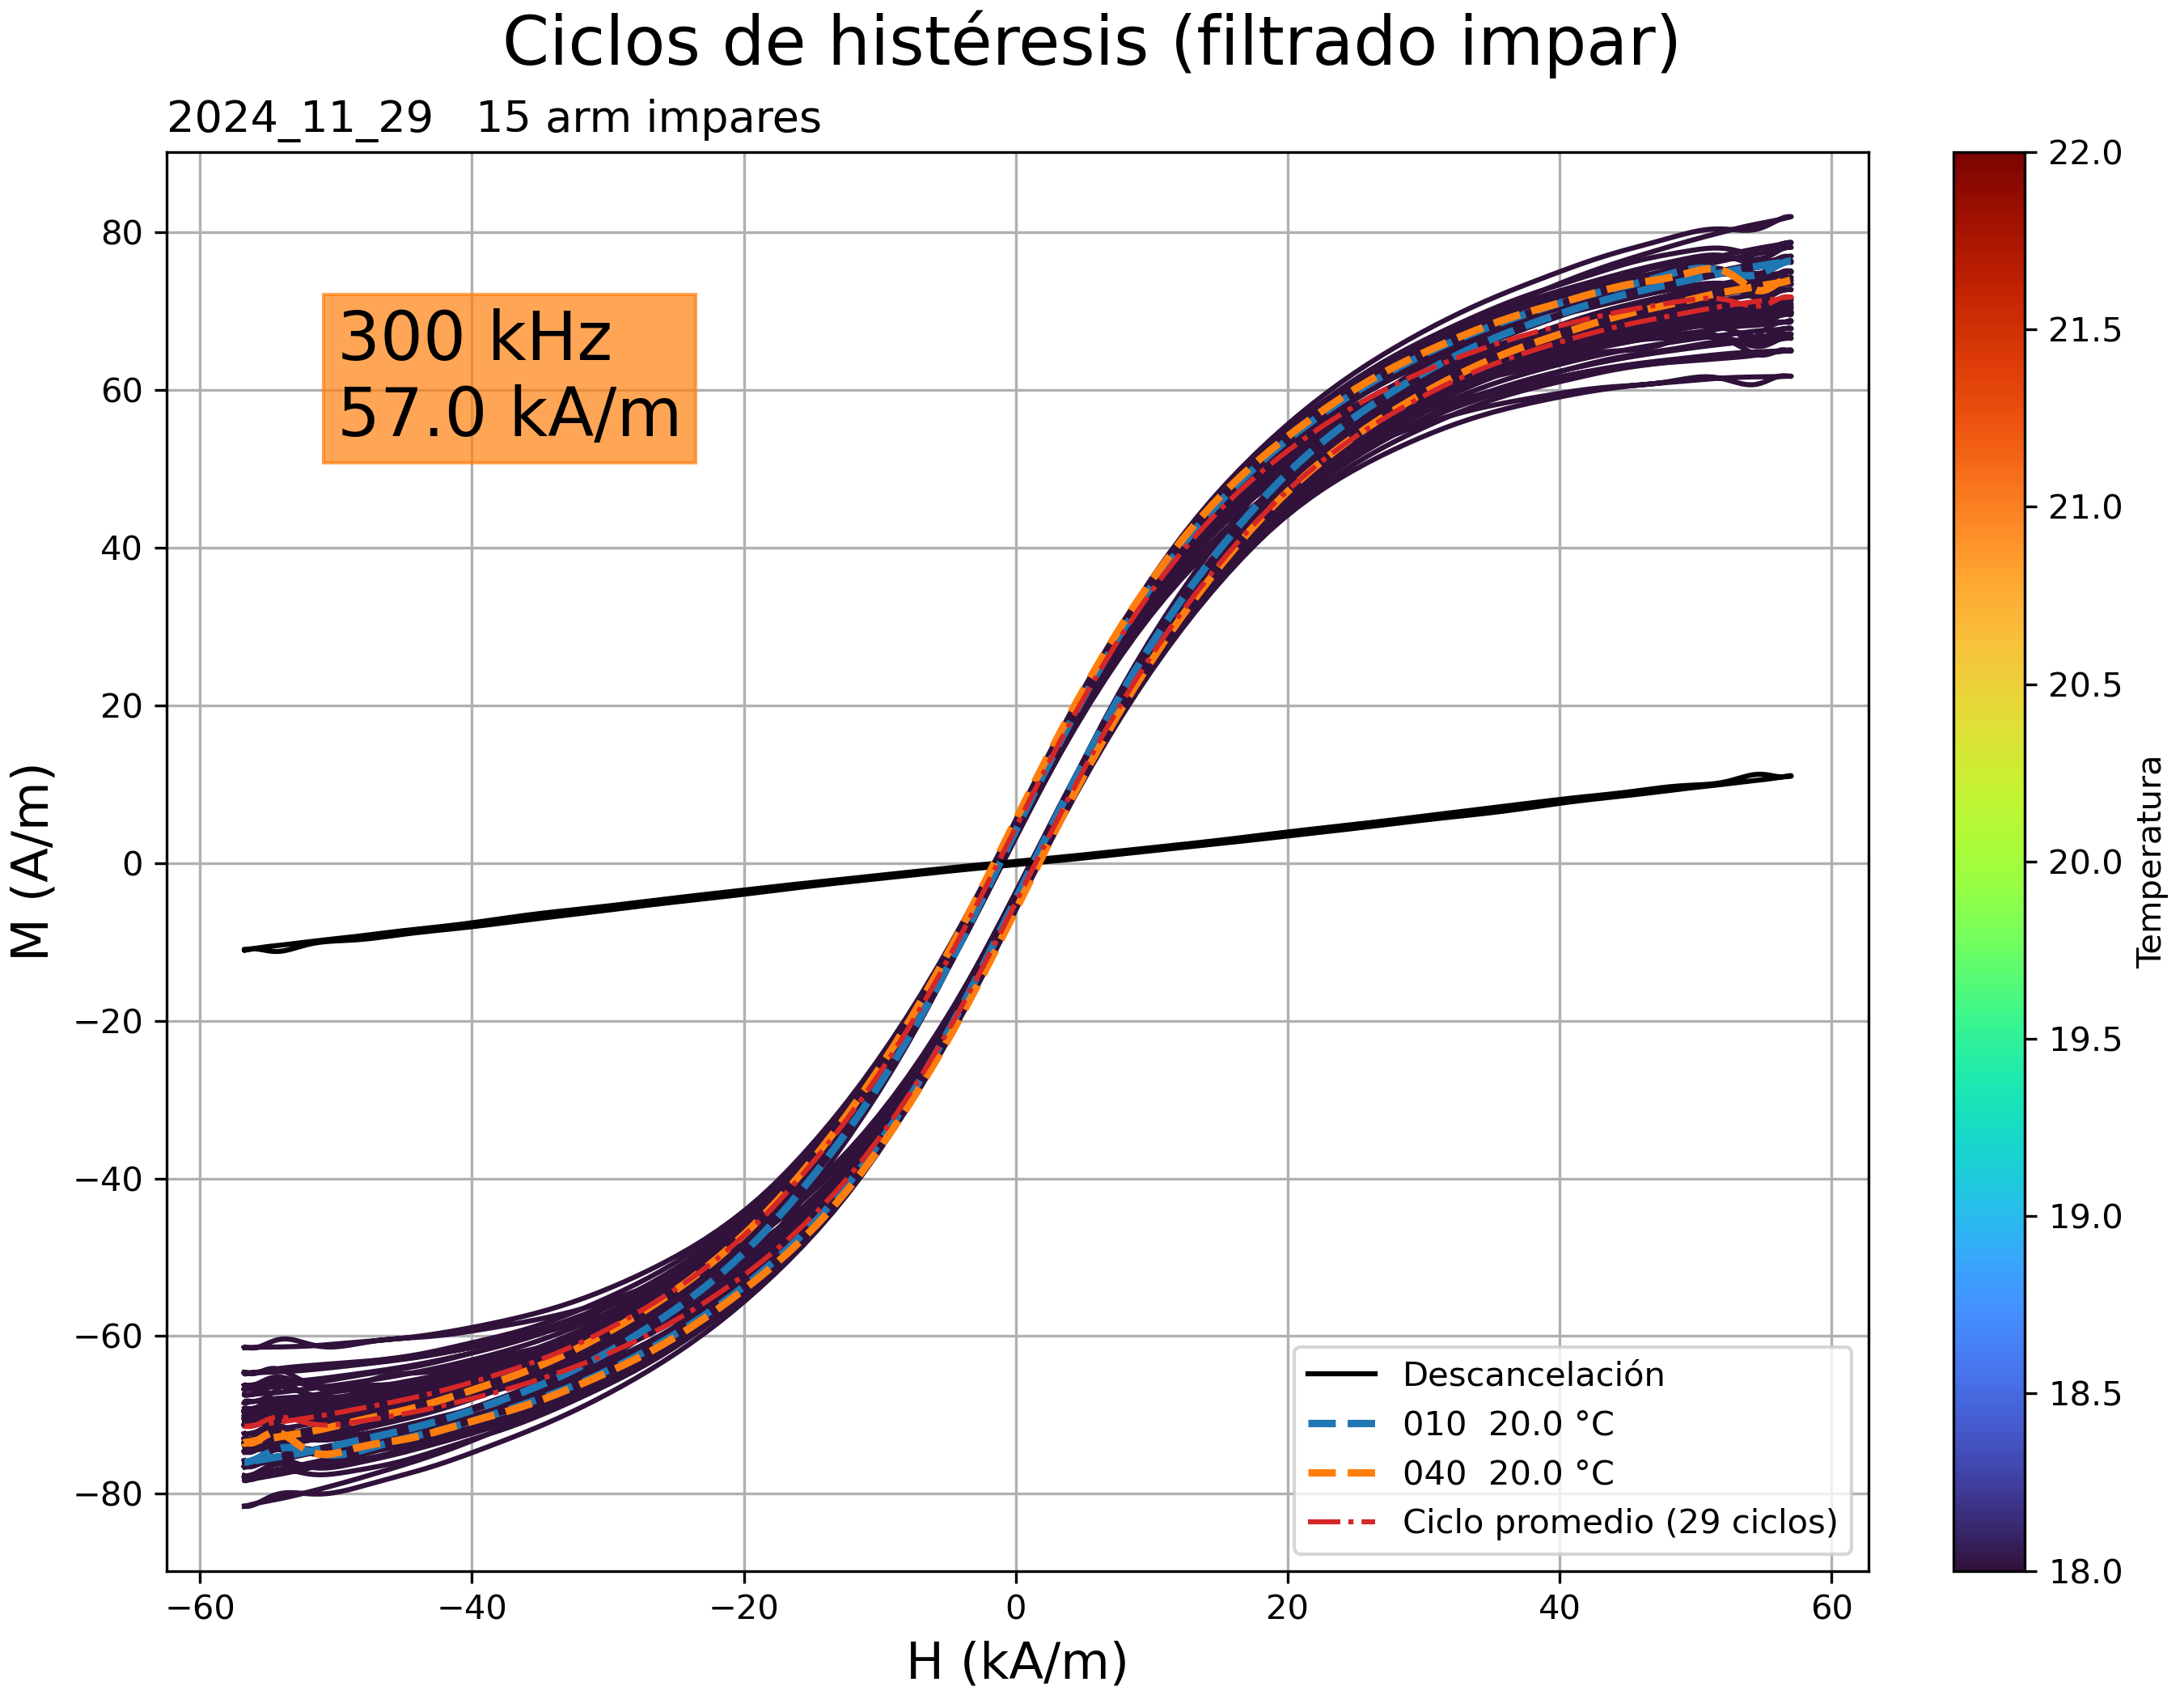 Ciclos de histéresis (filtrado impar)
2024_11_29   15 arm impares
300 kHz
57.0 kA/m
80
60
40
20
0
−20
−40
−60
−80
M (A/m)
−60
−40
−20
0
20
40
60
H (kA/m)
Descancelación
010  20.0 °C
040  20.0 °C
Ciclo promedio (29 ciclos)
22.0
21.5
21.0
20.5
20.0
19.5
19.0
18.5
18.0
Temperatura